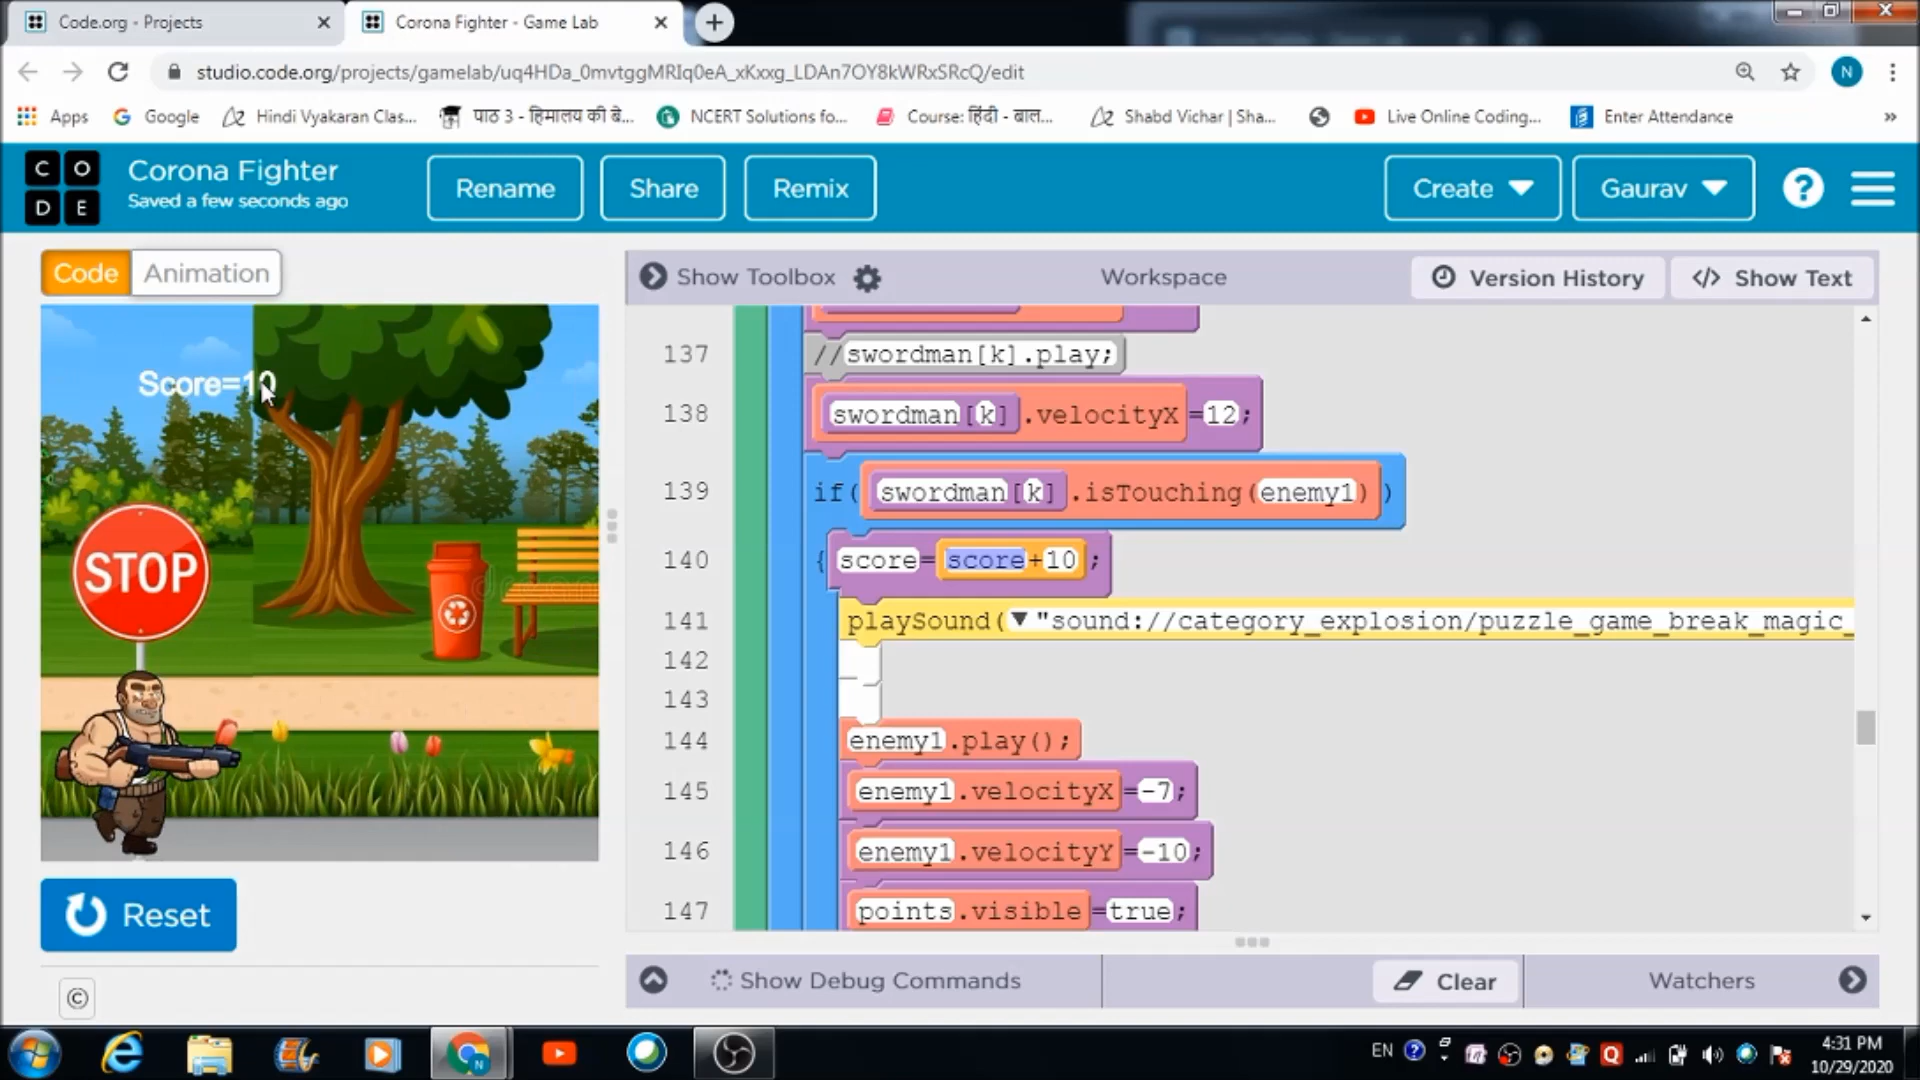 Code.org - Projects
Corona Fighter - Game Lab
studio.code.org/projects/gamelab/uq4HDa_0mvtggMRIq0eA_xKxxg_LDAn7OY8kWRxSRcQ/edit
N
Apps
Google
Hindi Vyakaran Clas...
पाठ 3 - हिमालय की बे...
NCERT Solutions fo...
Course: हिंदी - बाल...
Shabd Vichar | Sha...
Live Online Coding...
Enter Attendance
»
C O
D E
Corona Fighter
Saved a few seconds ago
Rename
Share
Remix
Create
Gaurav
?
Code
Animation
Show Toolbox
Workspace
Version History
</> Show Text
Score=10
STOP
137 //swordman[k].play;
138 swordman[k].velocityX=12;
139 if(swordman[k].isTouching(enemy1))
140 {score=score+10;
141 playSound("sound://category_explosion/puzzle_game_break_magic_
142
143
144 enemy1.play();
145 enemy1.velocityX=-7;
146 enemy1.velocityY=-10;
147 points.visible=true;
Reset
©
Show Debug Commands
Clear
Watchers
EN
4:31 PM
10/29/2020